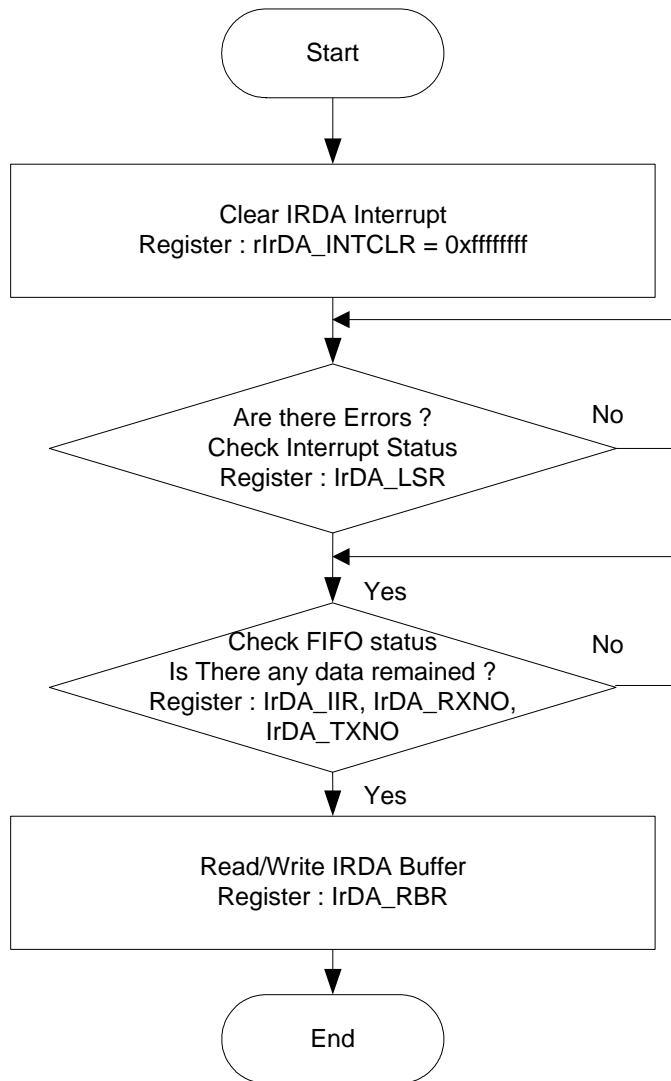 Start
Clear IRDA Interrupt
Register : rIrDA_INTCLR = 0xffffffff
Are there Errors ?
Check Interrupt Status
Register : IrDA_LSR
No
Yes
Check FIFO status
Is There any data remained ?
Register : IrDA_IIR, IrDA_RXNO,
IrDA_TXNO
No
Yes
Read/Write IRDA Buffer
Register : IrDA_RBR
End